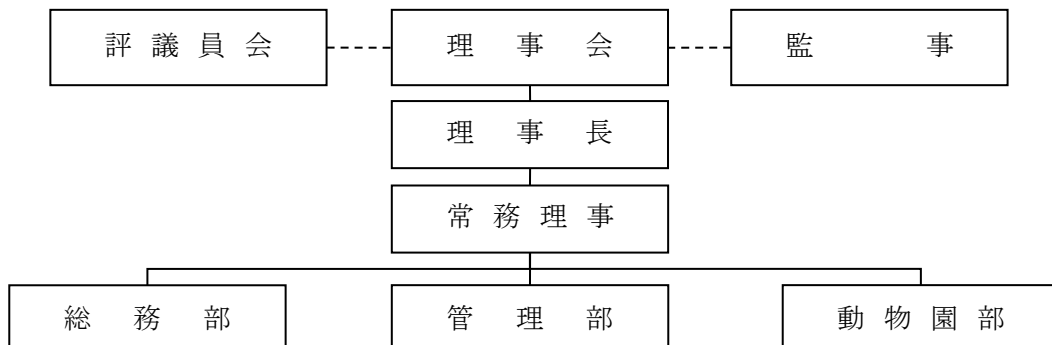 評議員会 理事会 監事
理事長
常務理事
総務部 管理部 動物園部